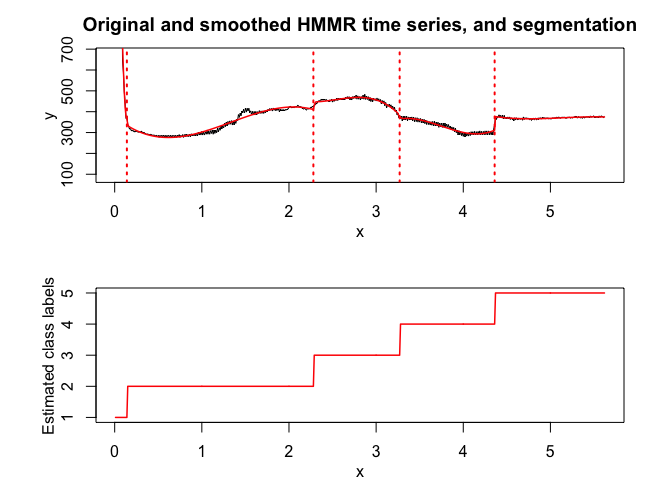 Original and smoothed HMMR time series, and segmentation
y
700
500
300
100
0 1 2 3 4 5
x
Estimated class labels
5
4
3
2
1
0 1 2 3 4 5
x